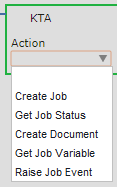 KTA
Action
Create Job
Get Job Status
Create Document
Get Job Variable
Raise Job Event